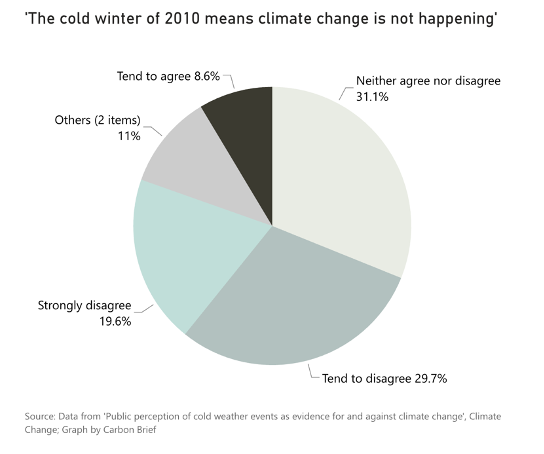 'The cold winter of 2010 means climate change is not happening'
Tend to agree 8.6%
Neither agree nor disagree
31.1%
Others (2 items)
11%
Strongly disagree
19.6%
Tend to disagree 29.7%
Source: Data from 'Public perception of cold weather events as evidence for and against climate change', Climate
Change; Graph by Carbon Brief